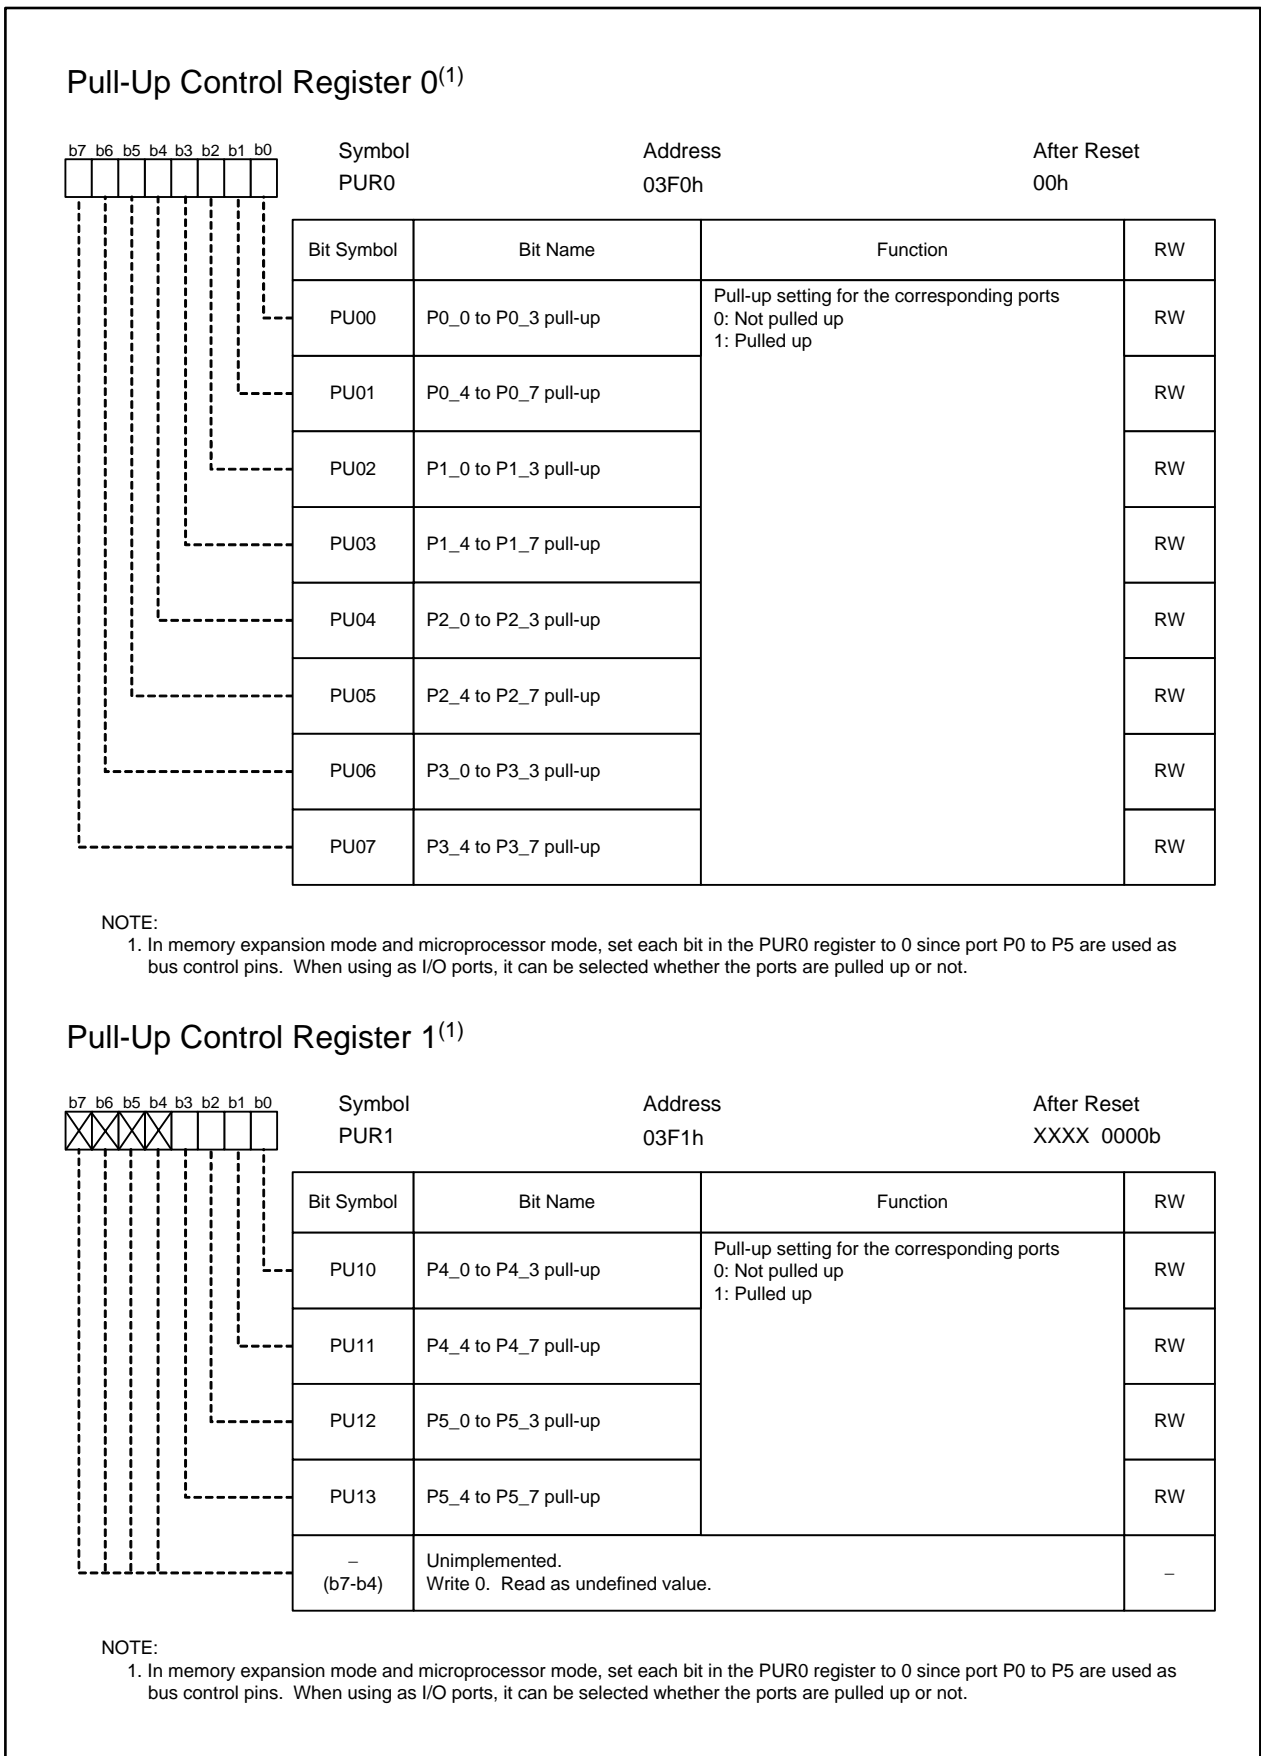 Pull-Up Control Register 0(1)
b7 b6 b5 b4 b3 b2 b1 b0
Symbol Address After Reset
PUR0 03F0h 00h
Bit Symbol Bit Name Function RW
PU00 P0_0 to P0_3 pull-up Pull-up setting for the corresponding ports RW
0: Not pulled up
1: Pulled up
PU01 P0_4 to P0_7 pull-up RW
PU02 P1_0 to P1_3 pull-up RW
PU03 P1_4 to P1_7 pull-up RW
PU04 P2_0 to P2_3 pull-up RW
PU05 P2_4 to P2_7 pull-up RW
PU06 P3_0 to P3_3 pull-up RW
PU07 P3_4 to P3_7 pull-up RW
NOTE:
1. In memory expansion mode and microprocessor mode, set each bit in the PUR0 register to 0 since port P0 to P5 are used as
bus control pins. When using as I/O ports, it can be selected whether the ports are pulled up or not.
Pull-Up Control Register 1(1)
b7 b6 b5 b4 b3 b2 b1 b0
Symbol Address After Reset
PUR1 03F1h XXXX 0000b
Bit Symbol Bit Name Function RW
PU10 P4_0 to P4_3 pull-up Pull-up setting for the corresponding ports RW
0: Not pulled up
1: Pulled up
PU11 P4_4 to P4_7 pull-up RW
PU12 P5_0 to P5_3 pull-up RW
PU13 P5_4 to P5_7 pull-up RW
– Unimplemented. –
(b7-b4) Write 0. Read as undefined value.
NOTE:
1. In memory expansion mode and microprocessor mode, set each bit in the PUR0 register to 0 since port P0 to P5 are used as
bus control pins. When using as I/O ports, it can be selected whether the ports are pulled up or not.